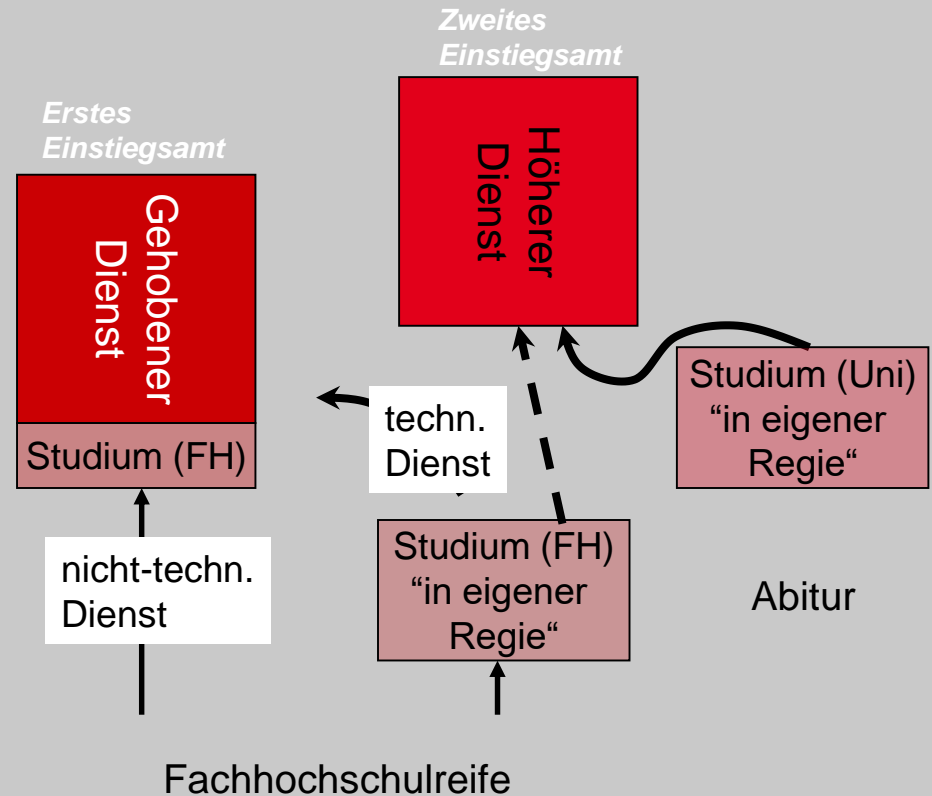 Zweites
Einstiegsamt
Erstes
Einstiegsamt
Höherer
Dienst
Gehobener
Dienst
Studium (FH)
techn.
Dienst
Studium (Uni)
“in eigener
Regie“
nicht-techn.
Dienst
Studium (FH)
“in eigener
Regie“
Abitur
Fachhochschulreife